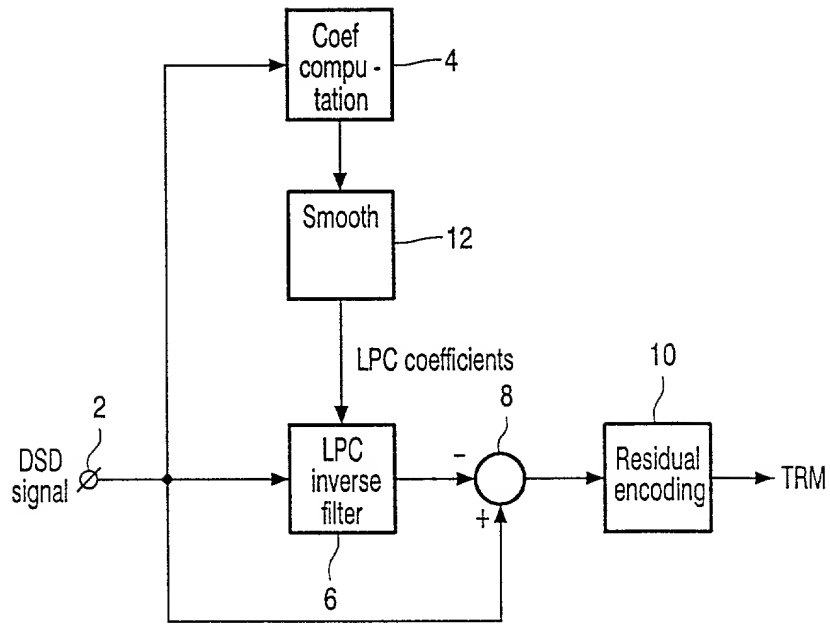 Coef
compu -
tation
4
Smooth
12
LPC coefficients
10
8
2
DSD
signal
LPC
inverse
filter
-
+
Residual
encoding
TRM
6